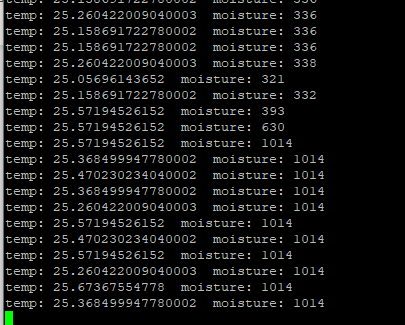 temp: 25.158691722780002  moisture: 336
temp: 25.260422009040003  moisture: 336
temp: 25.158691722780002  moisture: 336
temp: 25.158691722780002  moisture: 336
temp: 25.260422009040003  moisture: 338
temp: 25.05696143652  moisture: 321
temp: 25.158691722780002  moisture: 332
temp: 25.57194526152  moisture: 393
temp: 25.57194526152  moisture: 630
temp: 25.57194526152  moisture: 1014
temp: 25.368499947780002  moisture: 1014
temp: 25.470230234040002  moisture: 1014
temp: 25.368499947780002  moisture: 1014
temp: 25.260422009040003  moisture: 1014
temp: 25.57194526152  moisture: 1014
temp: 25.470230234040002  moisture: 1014
temp: 25.57194526152  moisture: 1014
temp: 25.260422009040003  moisture: 1014
temp: 25.67367554778  moisture: 1014
temp: 25.368499947780002  moisture: 1014